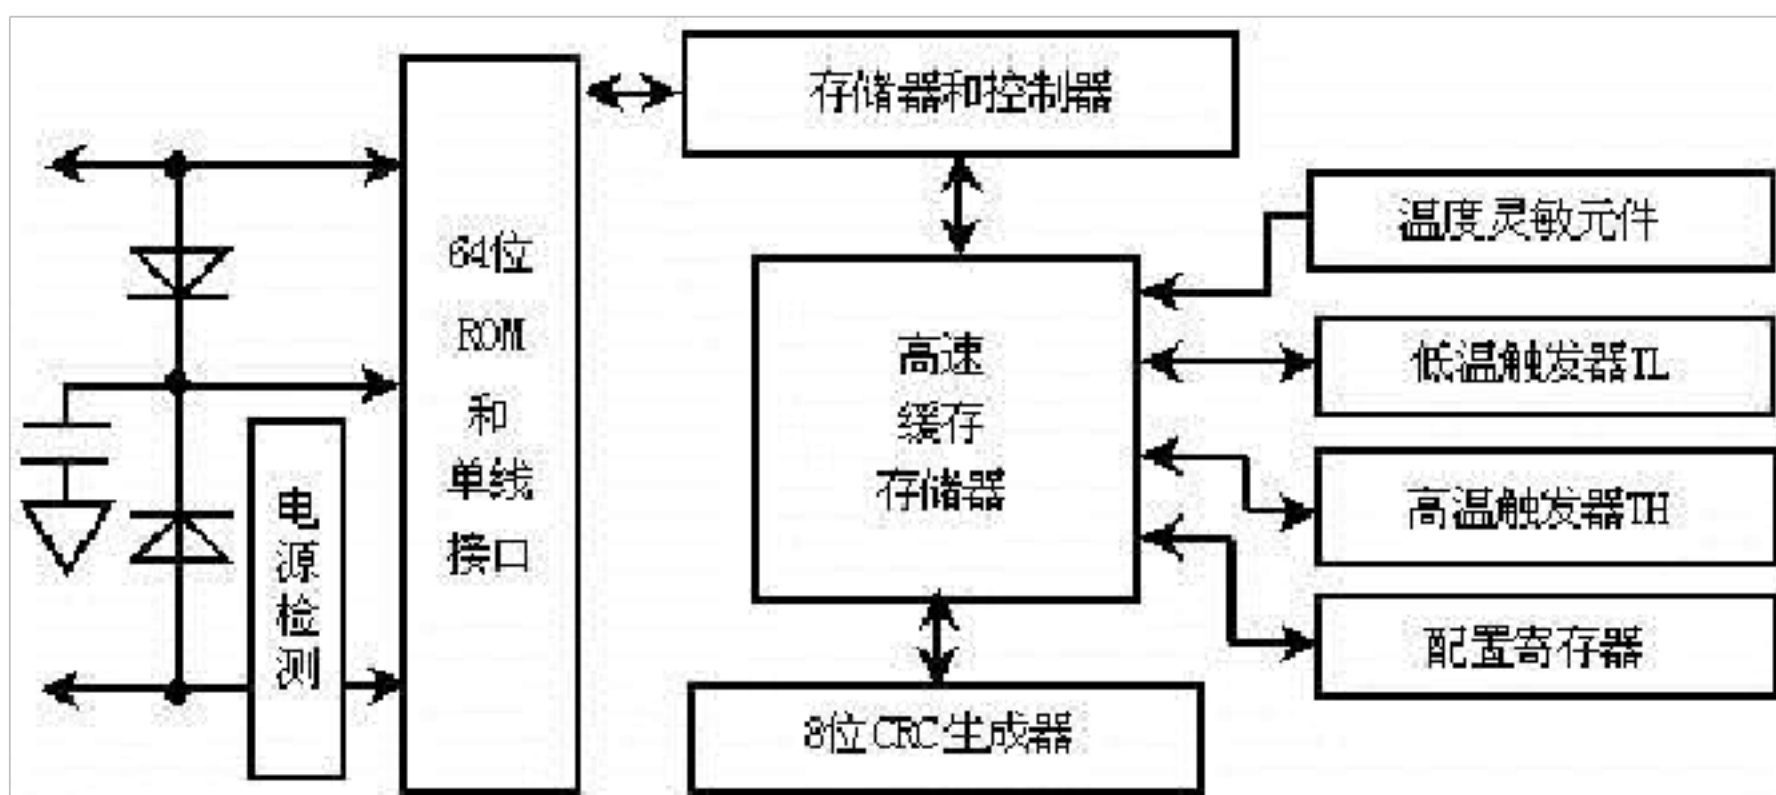 存储器和控制器
温度灵敏元件
64位
ROM
和
单线
接口
高速
缓存
存储器
低温触发器TL
高温触发器TH
电
源
检
测
配置寄存器
8位CRC生成器